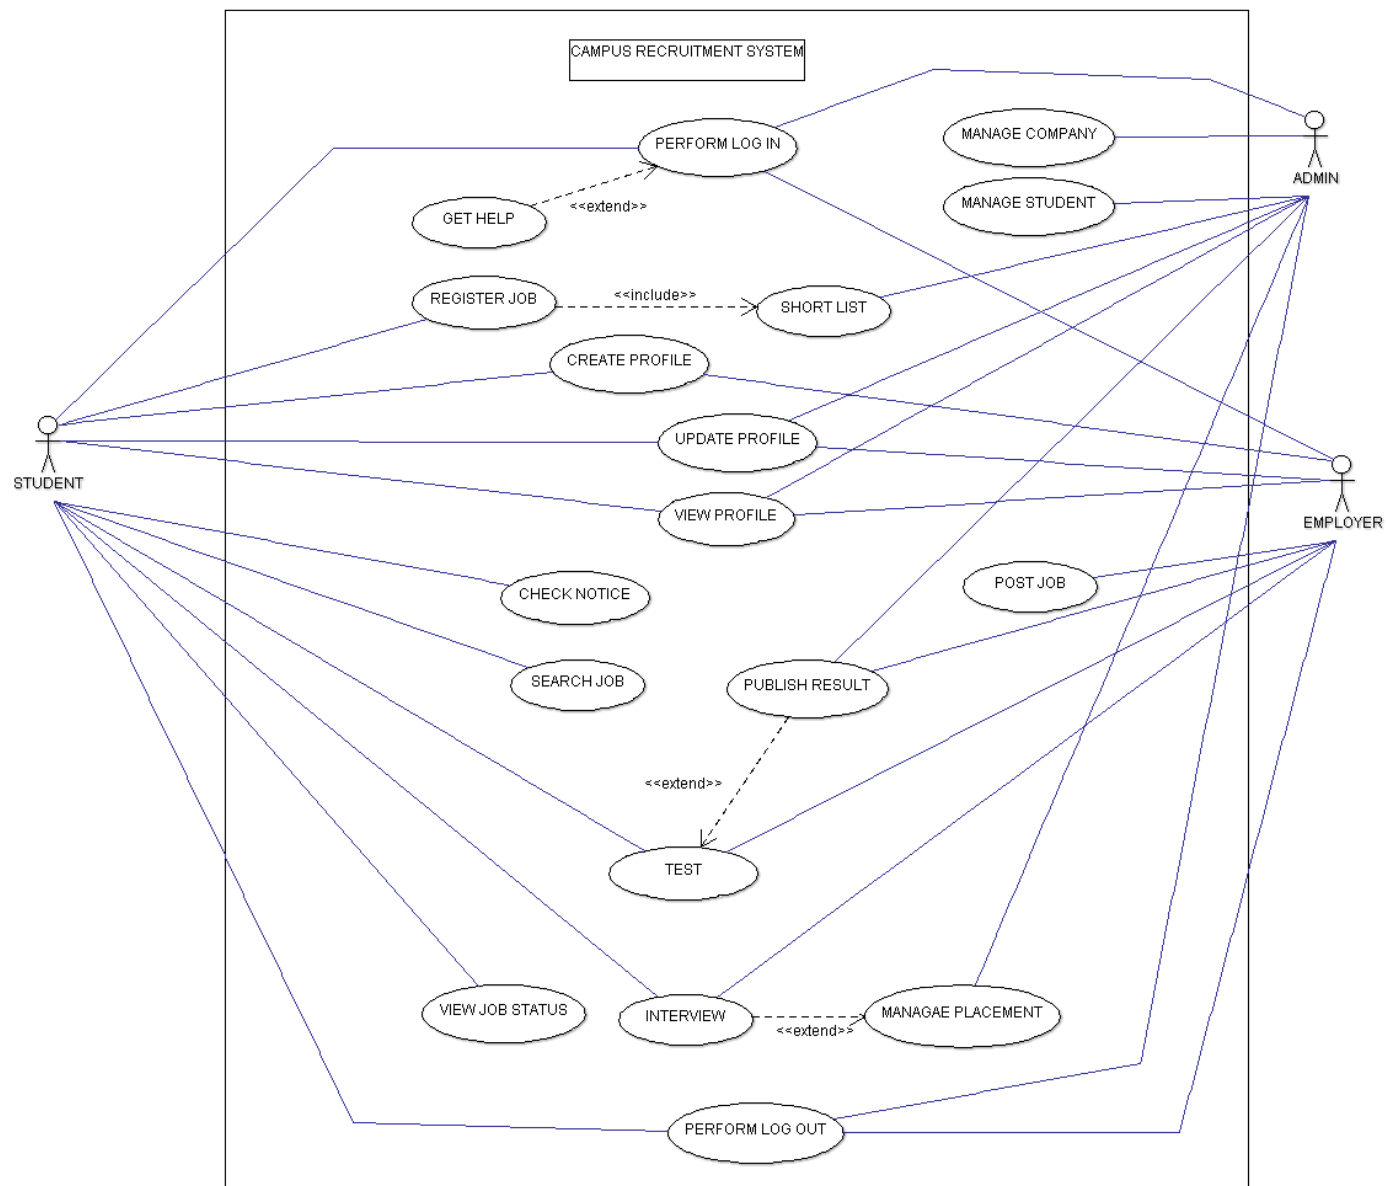 CAMPUS RECRUITMENT SYSTEM
PERFORM LOG IN
MANAGE COMPANY
ADMIN
MANAGE STUDENT
<<extend>>
GET HELP
REGISTER JOB
<<include>>
SHORT LIST
CREATE PROFILE
UPDATE PROFILE
STUDENT
VIEW PROFILE
EMPLOYER
CHECK NOTICE
POST JOB
SEARCH JOB
PUBLISH RESULT
<<extend>>
TEST
VIEW JOB STATUS
INTERVIEW
MANAGAE PLACEMENT
<<extend>>
PERFORM LOG OUT